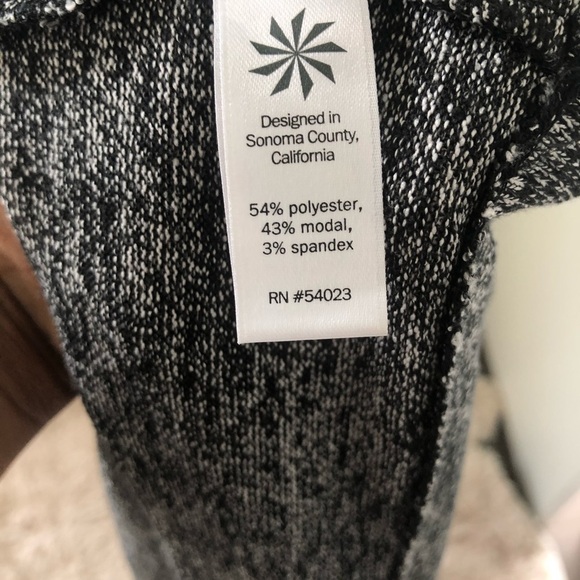 Designed in
Sonoma County,
California
54% polyester,
43% modal,
3% spandex
RN #54023